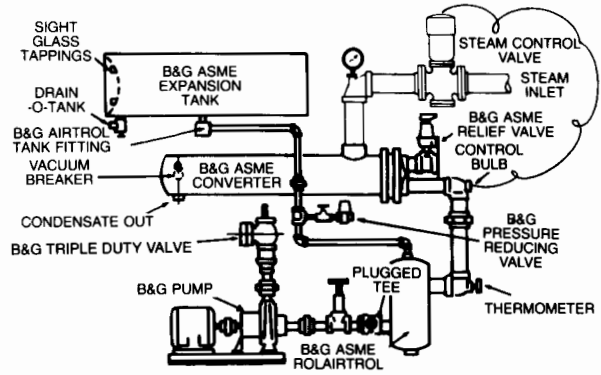 SIGHT
GLASS
TAPPINGS
B&G ASME
EXPANSION
TANK
STEAM CONTROL
VALVE
STEAM
INLET
DRAIN
-O-TANK
B&G AIRTROL
TANK FITTING
B&G ASME
RELIEF VALVE
CONTROL
BULB
VACUUM
BREAKER
B&G ASME
CONVERTER
CONDENSATE OUT
B&G TRIPLE DUTY VALVE
B&G
PRESSURE
REDUCING
VALVE
B&G PUMP
PLUGGED
TEE
THERMOMETER
B&G ASME
ROLAIRTROL